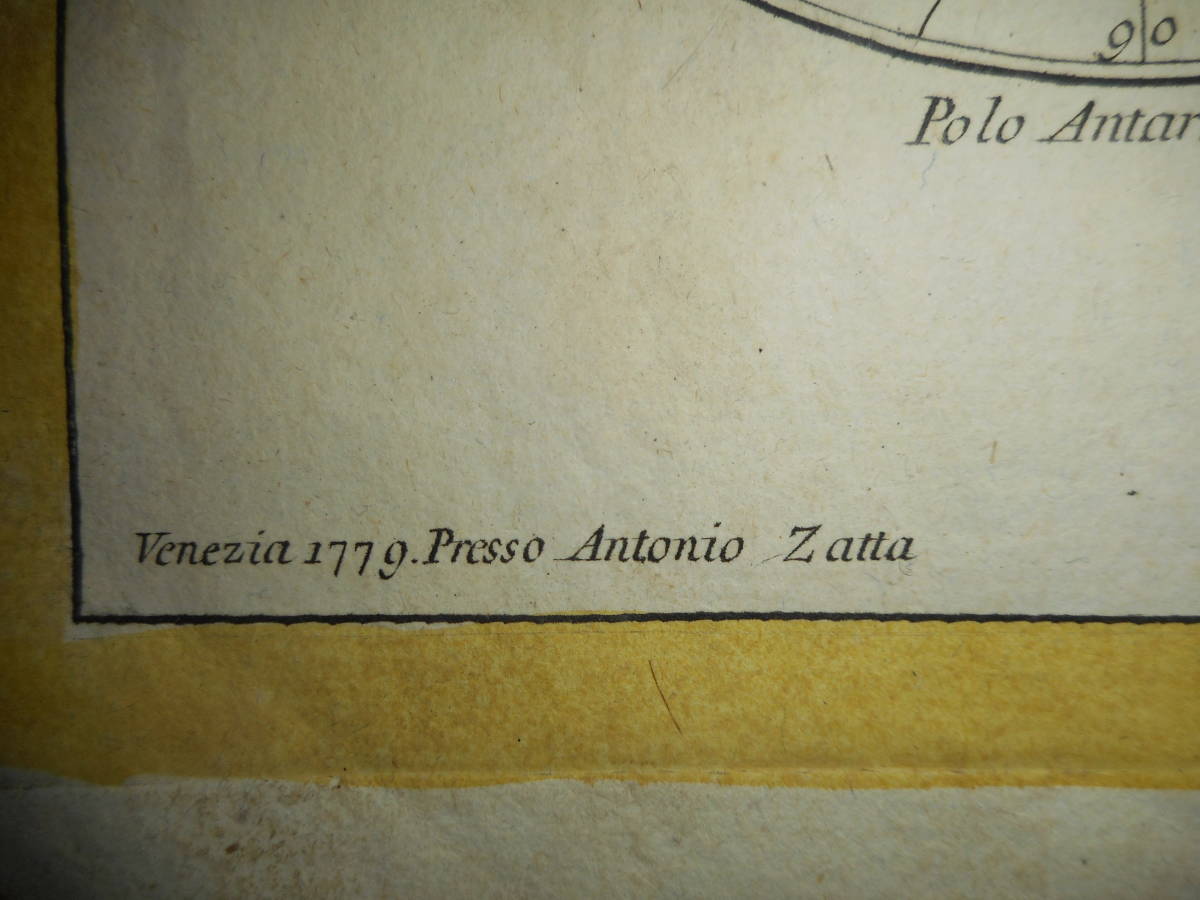 90
Polo Antar
Venezia 1779. Presso Antonio Zatta